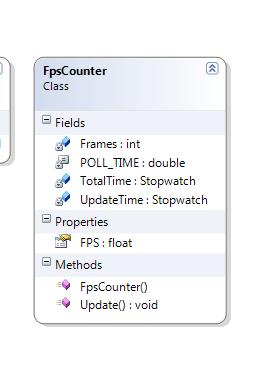 FpsCounter
Class
Fields
Frames : int
POLL_TIME : double
TotalTime : Stopwatch
UpdateTime : Stopwatch
Properties
FPS : float
Methods
FpsCounter()
Update() : void